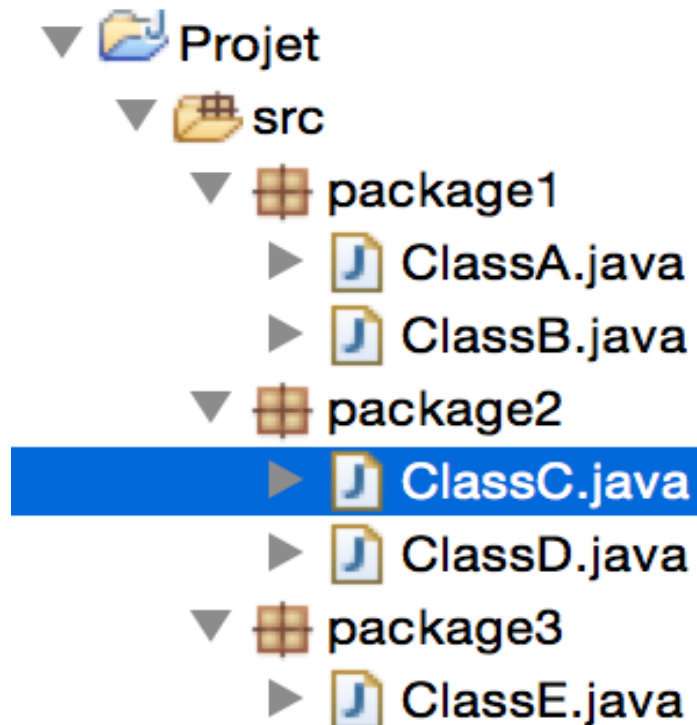 Projet
src
package1
ClassA.java
ClassB.java
package2
ClassC.java
ClassD.java
package3
ClassE.java